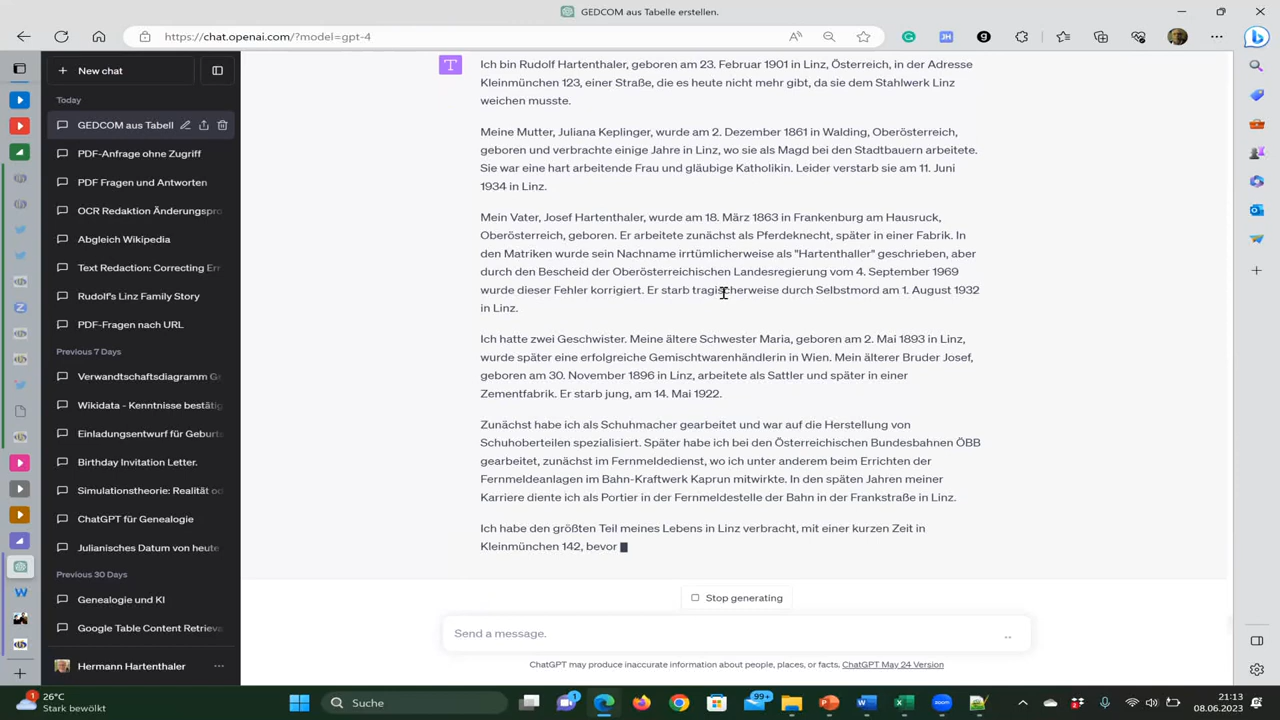 GEDCOM aus Tabelle erstellen.
https://chat.openai.com/?model=gpt-4
New chat
Today
GEDCOM aus Tabell
PDF-Anfrage ohne Zugriff
PDF Fragen und Antworten
OCR Redaktion Änderungspro
Abgleich Wikipedia
Text Redaction: Correcting Err
Rudolf's Linz Family Story
PDF-Fragen nach URL
Previous 7 Days
Verwandtschaftsdiagramm Ge
Wikidata - Kenntnisse bestätig
Einladungsentwurf für Geburts
Birthday Invitation Letter.
Simulationstheorie: Realität od
ChatGPT für Genealogie
Julianisches Datum von heute
Previous 30 Days
Genealogie und KI
Google Table Content Retrieva
Hermann Hartenthaler
T
Ich bin Rudolf Hartenthaler, geboren am 23. Februar 1901 in Linz, Österreich, in der Adresse
Kleinmünchen 123, einer Straße, die es heute nicht mehr gibt, da sie dem Stahlwerk Linz
weichen musste.
Meine Mutter, Juliana Keplinger, wurde am 2. Dezember 1861 in Walding, Oberösterreich,
geboren und verbrachte einige Jahre in Linz, wo sie als Magd bei den Stadtbauern arbeitete.
Sie war eine hart arbeitende Frau und gläubige Katholikin. Leider verstarb sie am 11. Juni
1934 in Linz.
Mein Vater, Josef Hartenthaler, wurde am 18. März 1863 in Frankenburg am Hausruck,
Oberösterreich, geboren. Er arbeitete zunächst als Pferdeknecht, später in einer Fabrik. In
den Matriken wurde sein Nachname irrtümlicherweise als "Hartenthaller" geschrieben, aber
durch den Bescheid der Oberösterreichischen Landesregierung vom 4. September 1969
wurde dieser Fehler korrigiert. Er starb tragischerweise durch Selbstmord am 1. August 1932
in Linz.
Ich hatte zwei Geschwister. Meine ältere Schwester Maria, geboren am 2. Mai 1893 in Linz,
wurde später eine erfolgreiche Gemischtwarenhändlerin in Wien. Mein älterer Bruder Josef,
geboren am 30. November 1896 in Linz, arbeitete als Sattler und später in einer
Zementfabrik. Er starb jung, am 14. Mai 1922.
Zunächst habe ich als Schuhmacher gearbeitet und war auf die Herstellung von
Schuhoberteilen spezialisiert. Später habe ich bei den Österreichischen Bundesbahnen ÖBB
gearbeitet, zunächst im Fernmeldedienst, wo ich unter anderem beim Errichten der
Fernmeldeanlagen im Bahn-Kraftwerk Kaprun mitwirkte. In den späten Jahren meiner
Karriere diente ich als Portier in der Fernmeldestelle der Bahn in der Frankstraße in Linz.
Ich habe den größten Teil meines Lebens in Linz verbracht, mit einer kurzen Zeit in
Kleinmünchen 142, bevor
Stop generating
Send a message.
ChatGPT may produce inaccurate information about people, places, or facts. ChatGPT May 24 Version
26°C
Stark bewölkt
Suche
99+
21:13
08.06.2023